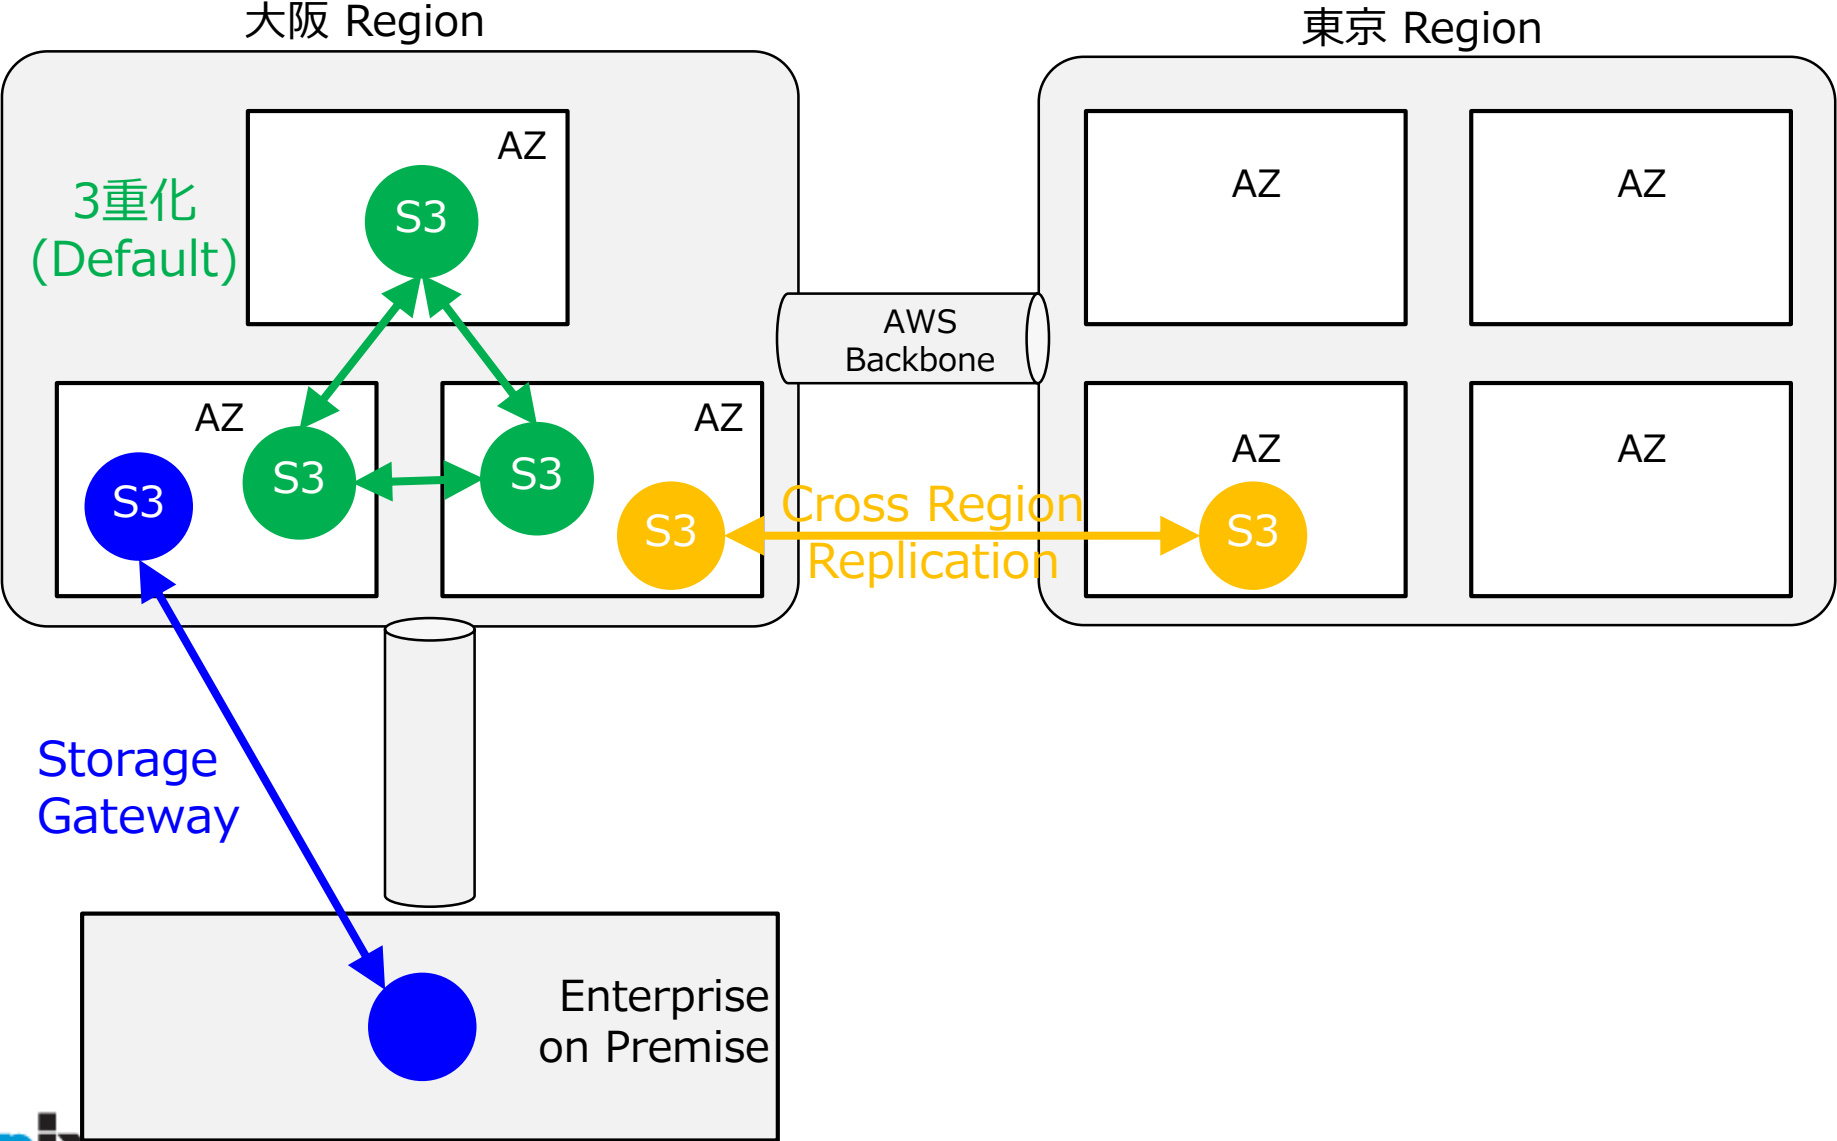 大阪 Region
東京 Region
AZ
S3
3重化
(Default)
AZ
AZ
AWS
Backbone
AZ
S3
S3
AZ
S3
S3
Cross Region
Replication
AZ
S3
AZ
Storage
Gateway
Enterprise
on Premise